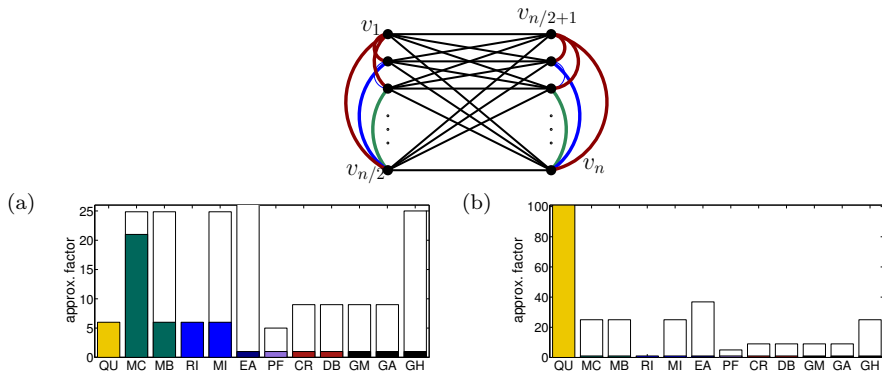 v1 vn/2+1
vn/2 vn
(a) (b)
approx. factor
25
20
15
10
5
0
QU MC MB RI MI EA PF CR DB GM GA GH
approx. factor
100
80
60
40
20
0
QU MC MB RI MI EA PF CR DB GM GA GH